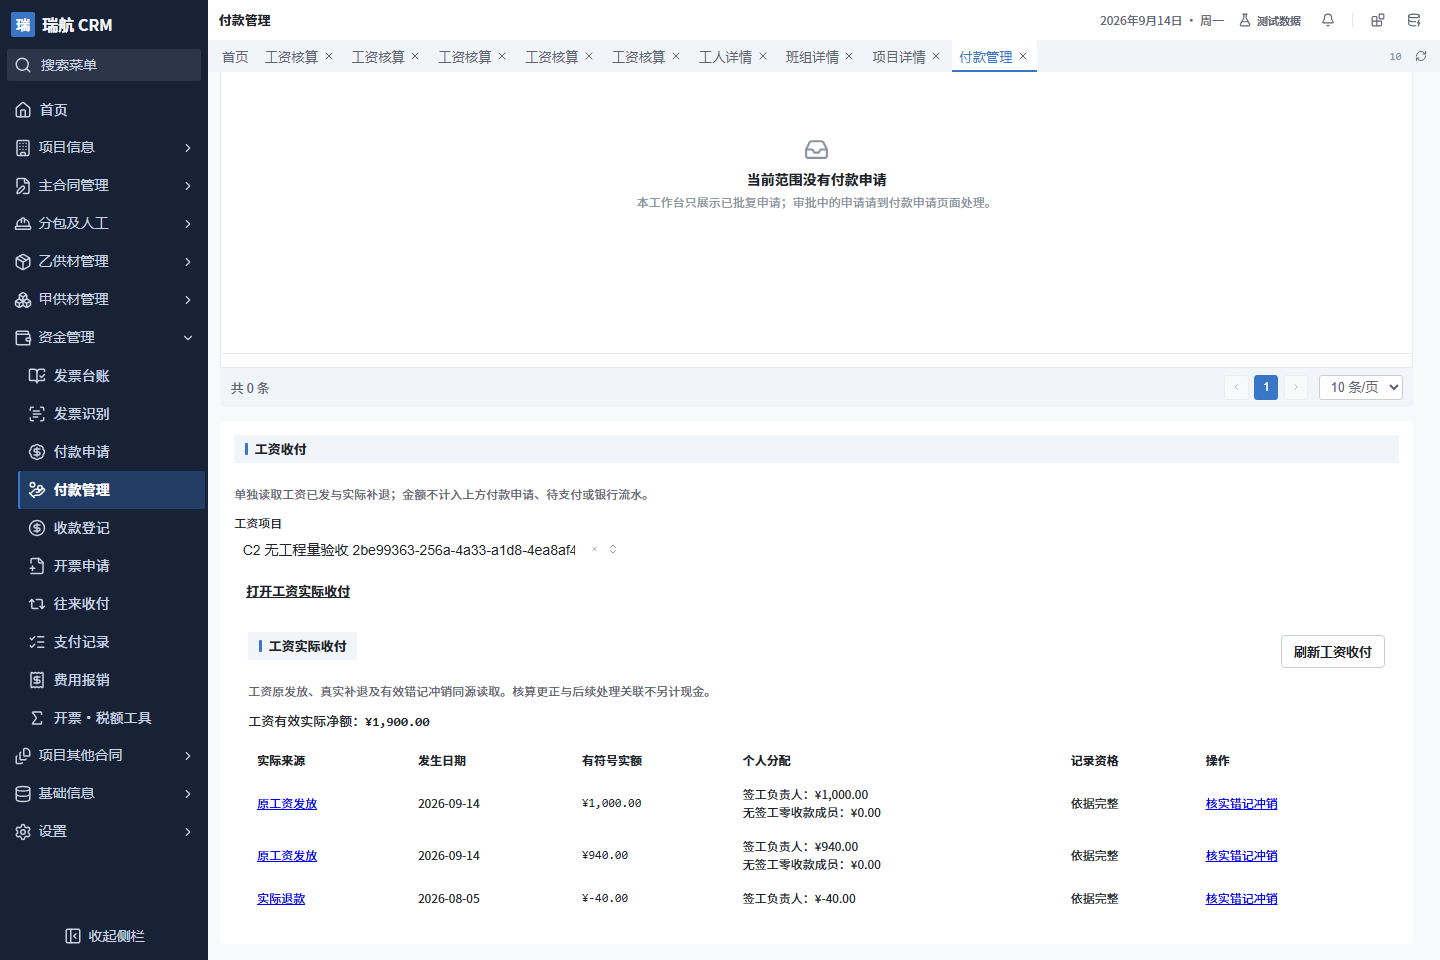 瑞 瑞航 CRM
搜索菜单
首页
项目信息
主合同管理
分包及人工
乙供材管理
甲供材管理
资金管理
发票台账
发票识别
付款申请
付款管理
收款登记
开票申请
往来收付
支付记录
费用报销
开票·税额工具
项目其他合同
基础信息
设置
收起侧栏
付款管理
2026年9月14日 · 周一 测试数据
首页 工资核算 × 工资核算 × 工资核算 × 工资核算 × 工资核算 × 工人详情 × 班组详情 × 项目详情 × 付款管理 × 10
当前范围没有付款申请
本工作台只展示已批复申请；审批中的申请请到付款申请页面处理。
共 0 条
1 10 条/页
工资收付
单独读取工资已发与实际补退；金额不计入上方付款申请、待支付或银行流水。
工资项目
C2 无工程量验收 2be99363-256a-4a33-a1d8-4ea8af4 ×
打开工资实际收付
工资实际收付
刷新工资收付
工资原发放、真实补退及有效错记冲销同源读取。核算更正与后续处理关联不另计现金。
工资有效实际净额：¥1,900.00
实际来源 发生日期 有符号实额 个人分配 记录资格 操作
原工资发放 2026-09-14 ¥1,000.00 签工负责人：¥1,000.00 依据完整 核实错记冲销
无签工零收款成员：¥0.00
原工资发放 2026-09-14 ¥940.00 签工负责人：¥940.00 依据完整 核实错记冲销
无签工零收款成员：¥0.00
实际退款 2026-08-05 ¥-40.00 签工负责人：¥-40.00 依据完整 核实错记冲销